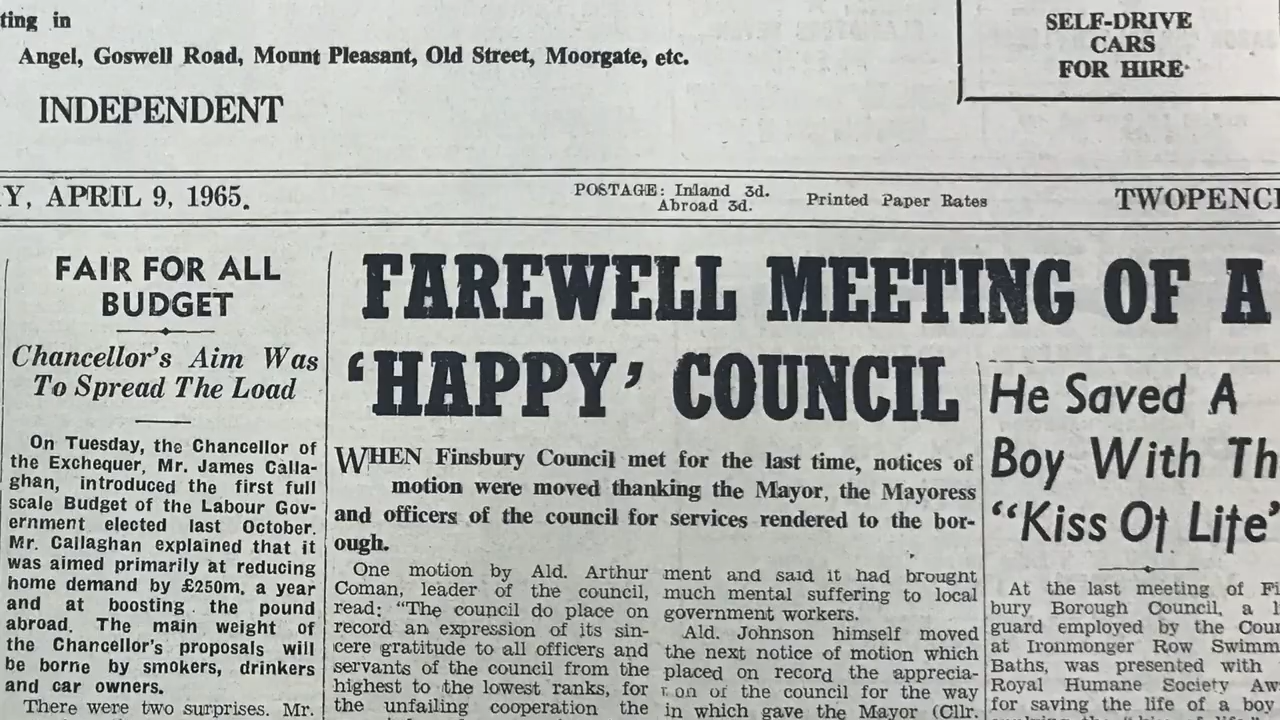 ting in
Angel, Goswell Road, Mount Pleasant, Old Street, Moorgate, etc.
INDEPENDENT
SELF-DRIVE
CARS
FOR HIRE
Y, APRIL 9, 1965.
POSTAGE: Inland 3d.
Abroad 3d.
Printed Paper Rates
TWOPENC
FAIR FOR ALL
BUDGET
Chancellor's Aim Was
To Spread The Load
On Tuesday, the Chancellor of
the Exchequer, Mr. James Calla-
ghan, introduced the first full
scale Budget of the Labour Gov-
ernment elected last October.
Mr. Callaghan explained that it
was aimed primarily at reducing
home demand by £250m. a year
and at boosting the pound
abroad. The main weight of
the Chancellor's proposals will
be borne by smokers, drinkers
and car owners.
There were two surprises. Mr.
FAREWELL MEETING OF A
'HAPPY' COUNCIL
WHEN Finsbury Council met for the last time, notices of
motion were moved thanking the Mayor, the Mayoress
and officers of the council for services rendered to the bor-
ough.
One motion by Ald. Arthur
Coman, leader of the council,
read: "The council do place on
record an expression of its sin-
cere gratitude to all officers and
servants of the council from the
highest to the lowest ranks, for
the unfailing cooperation the
ment and said it had brought
much mental suffering to local
government workers.
Ald. Johnson himself moved
the next notice of motion which
placed on record the apprecia-
on of the council for the way
in which gave the Mayor (Cllr.
He Saved A
Boy With Th
"Kiss Of Life"
At the last meeting of Fi
bury Borough Council, a l
guard employed by the Cou
at Ironmonger Row Swimm
Baths, was presented with
Royal Humane Society Aw
for saving the life of a boy